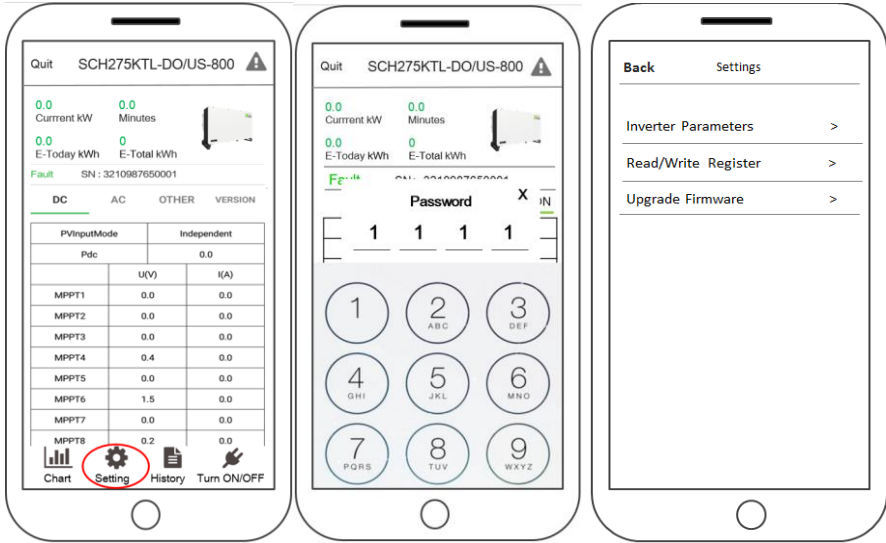 Quit SCH275KTL-DO/US-800
0.0 0.0
Currrent kW Minutes
0.0 0
E-Today kWh E-Total kWh
Fault SN : 3210987650001
DC AC OTHER VERSION
PVInputMode Independent
Pdc 0.0
U(V) I(A)
MPPT1 0.0 0.0
MPPT2 0.0 0.0
MPPT3 0.0 0.0
MPPT4 0.4 0.0
MPPT5 0.0 0.0
MPPT6 1.5 0.0
MPPT7 0.0 0.0
MPPT8 0.2 0.0
Chart Setting History Turn ON/OFF
Quit SCH275KTL-DO/US-800
0.0 0.0
Currrent kW Minutes
0.0 0
E-Today kWh E-Total kWh
Fault SN : 3210987650001
Password X ON
1 1 1 1
1 2 3
ABC DEF
4 5 6
GHI JKL MNO
7 8 9
PQRS TUV WXYZ
Back Settings
Inverter Parameters >
Read/Write Register >
Upgrade Firmware >